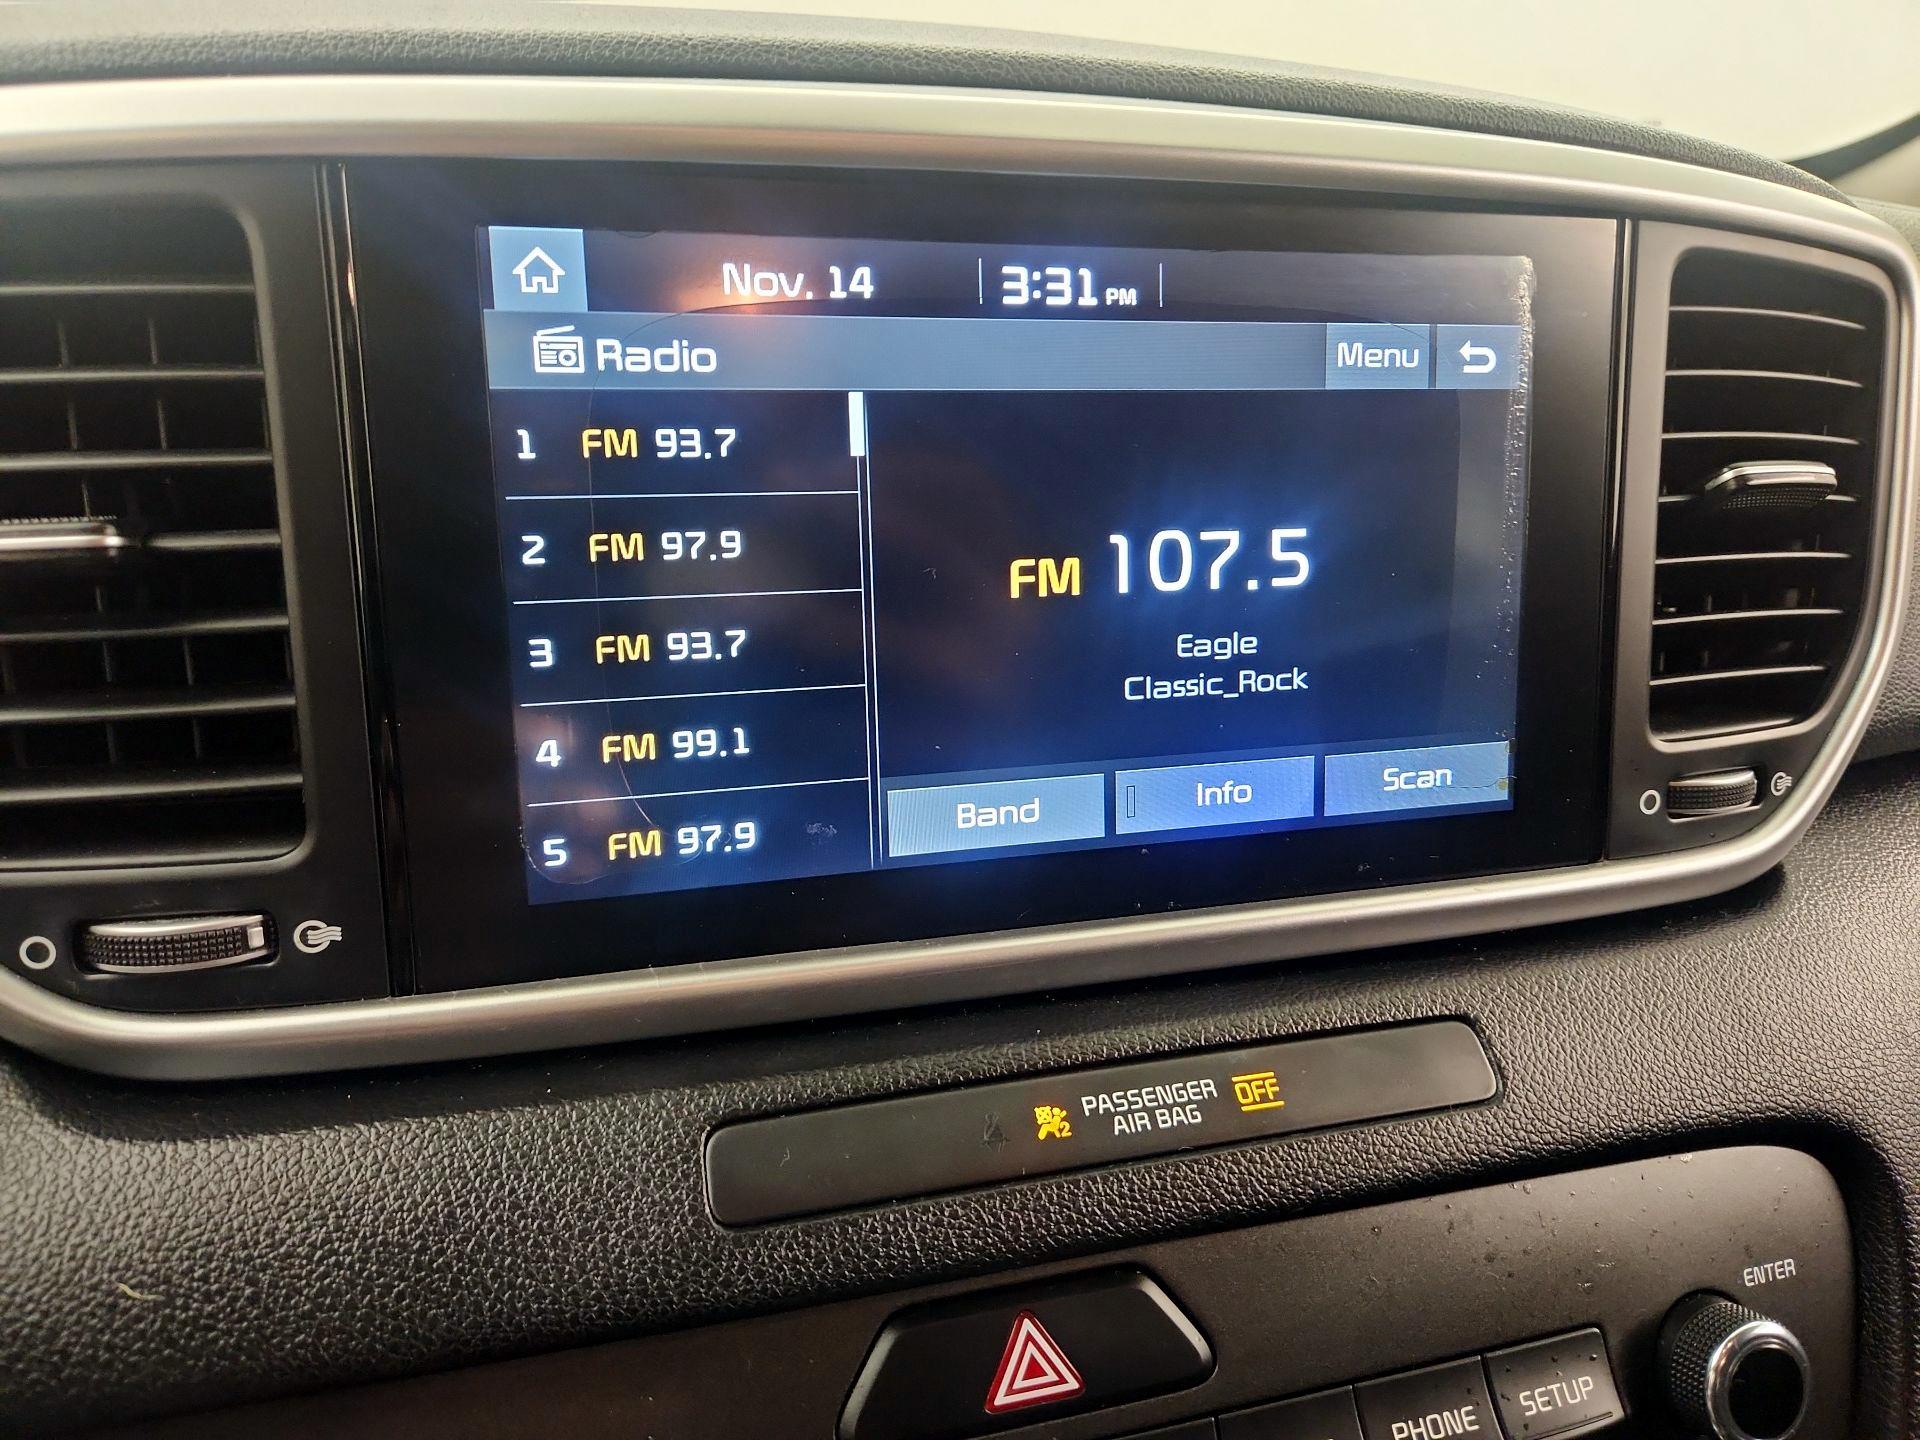 Nov. 14 3:31 PM
Radio Menu
1 FM 93.7
2 FM 97.9
3 FM 93.7
4 FM 99.1
5 FM 97.9
FM 107.5
Eagle
Classic_Rock
Band Info Scan
2 PASSENGER AIR BAG OFF
ENTER
PHONE SETUP